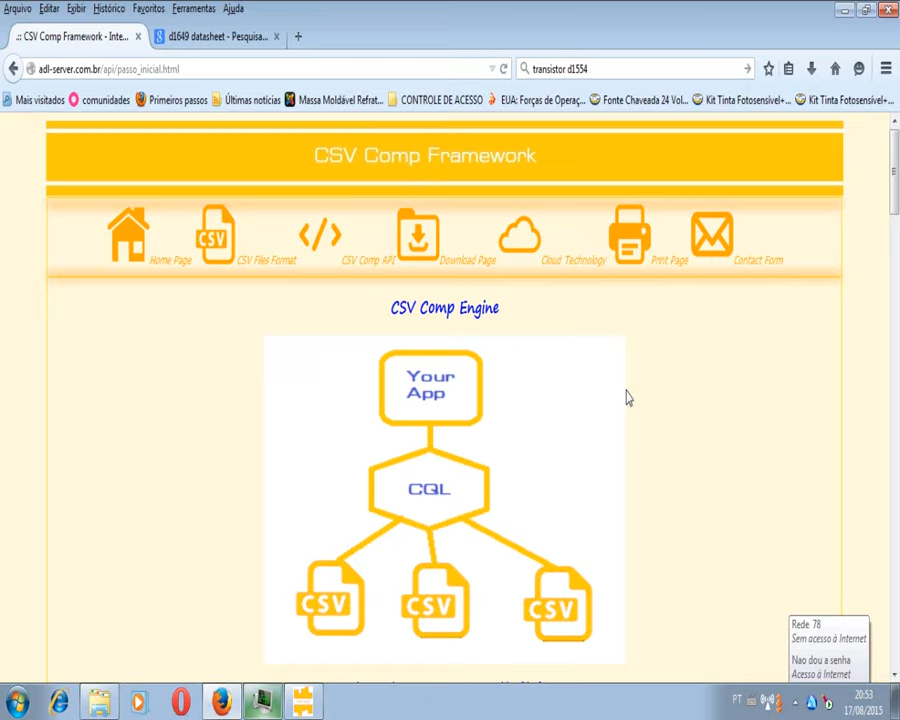 Arquivo Editar Exibir Histórico Favoritos Ferramentas Ajuda
.:: CSV Comp Framework - Inte... × d1649 datasheet - Pesquisa... × +
adl-server.com.br/api/passo_inicial.html transistor d1554
Mais visitados comunidades Primeiros passos Últimas notícias Massa Moldável Refrat... CONTROLE DE ACESSO EUA: Forças de Operaç... Fonte Chaveada 24 Vol... Kit Tinta Fotosensível+... Kit Tinta Fotosensível+...
CSV Comp Framework
CSV
Home Page CSV Files Format CSV Comp API Download Page Cloud Technology Print Page Contact Form
CSV Comp Engine
Your
App
CQL
CSV CSV CSV
Rede 78
Sem acesso à Internet
Nao dou a senha
Acesso à Internet
PT 20:53
17/08/2015